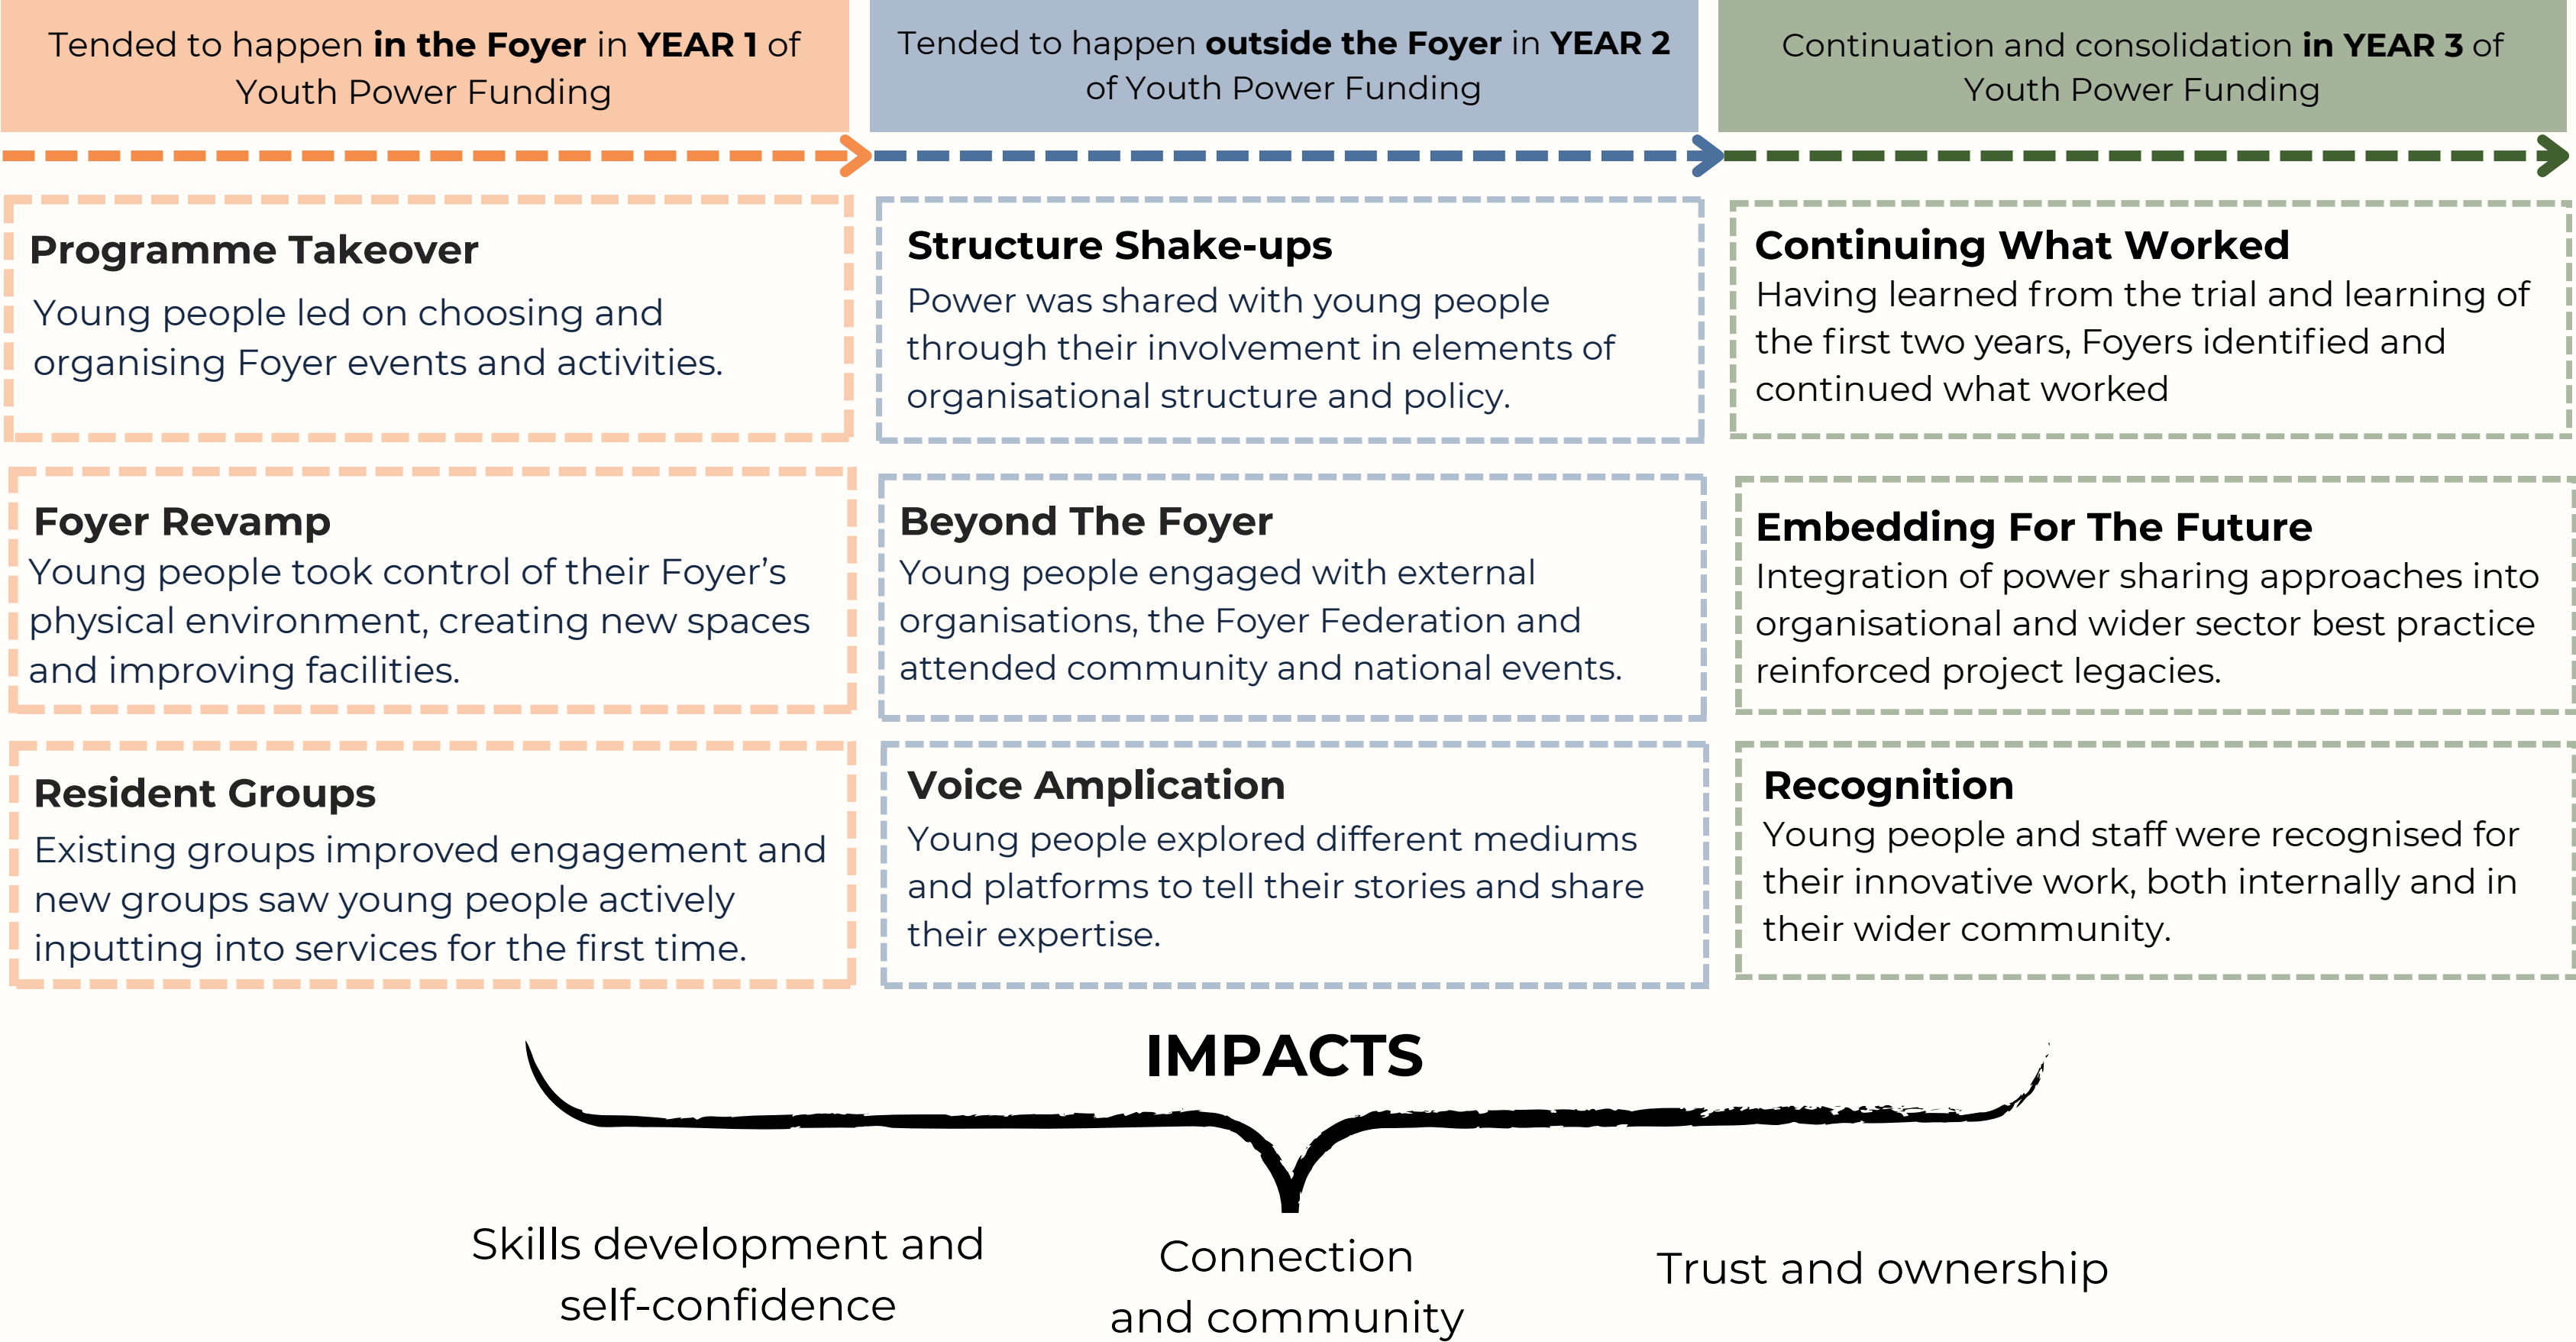 Tended to happen in the Foyer in YEAR 1 of
Youth Power Funding
Tended to happen outside the Foyer in YEAR 2
of Youth Power Funding
Continuation and consolidation in YEAR 3 of
Youth Power Funding
Programme Takeover
Young people led on choosing and
organising Foyer events and activities.
Structure Shake-ups
Power was shared with young people
through their involvement in elements of
organisational structure and policy.
Continuing What Worked
Having learned from the trial and learning of
the first two years, Foyers identified and
continued what worked
Foyer Revamp
Young people took control of their Foyer’s
physical environment, creating new spaces
and improving facilities.
Beyond The Foyer
Young people engaged with external
organisations, the Foyer Federation and
attended community and national events.
Embedding For The Future
Integration of power sharing approaches into
organisational and wider sector best practice
reinforced project legacies.
Resident Groups
Existing groups improved engagement and
new groups saw young people actively
inputting into services for the first time.
Voice Amplication
Young people explored different mediums
and platforms to tell their stories and share
their expertise.
Recognition
Young people and staff were recognised for
their innovative work, both internally and in
their wider community.
IMPACTS
Skills development and
self-confidence
Connection
and community
Trust and ownership